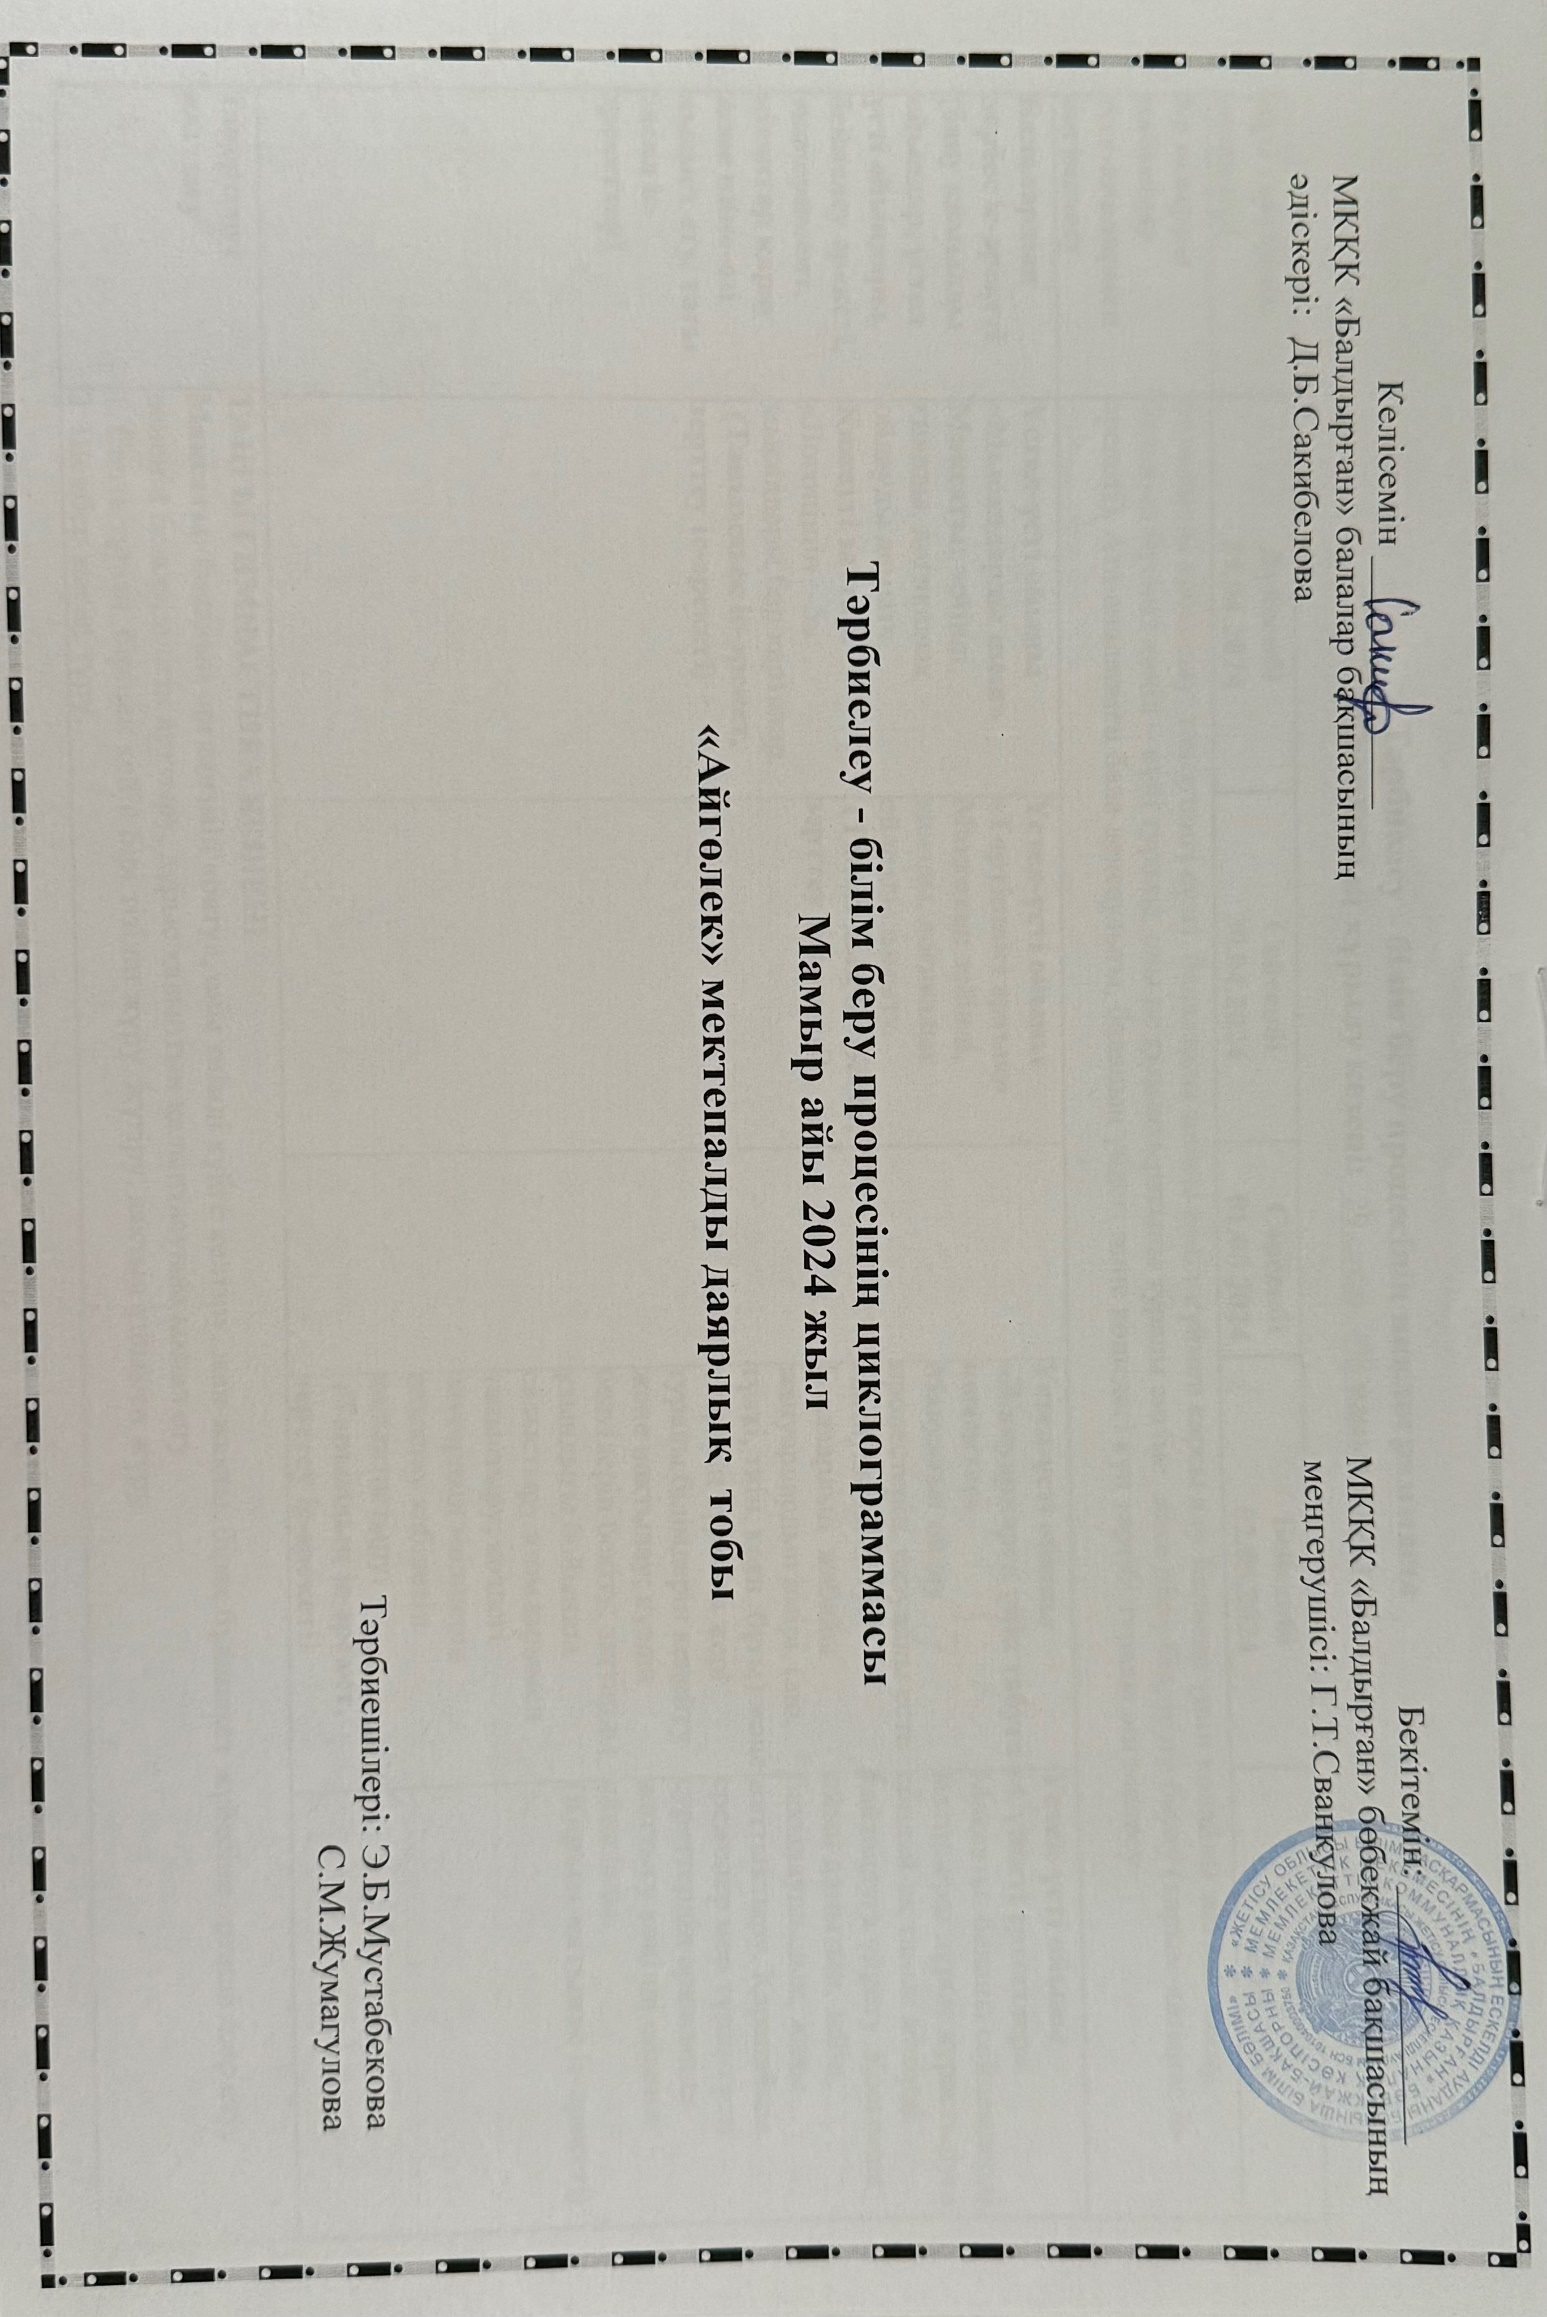 Келісемін
МКҚК «Балдырған» балалар бақшасының
әдіскері: Д.Б.Сакибелова
Бекітемін:
МКҚК «Балдырған» бөбекжай бақшасының
меңгерушісі: Г.Т.Сванкулова
Тәрбиелеу - білім беру процесінің циклограммасы
Мамыр айы 2024 жыл
«Айгөлек» мектепалды даярлық тобы
Тәрбиешілері: Э.Б.Мустабекова
С.М.Жумагулова